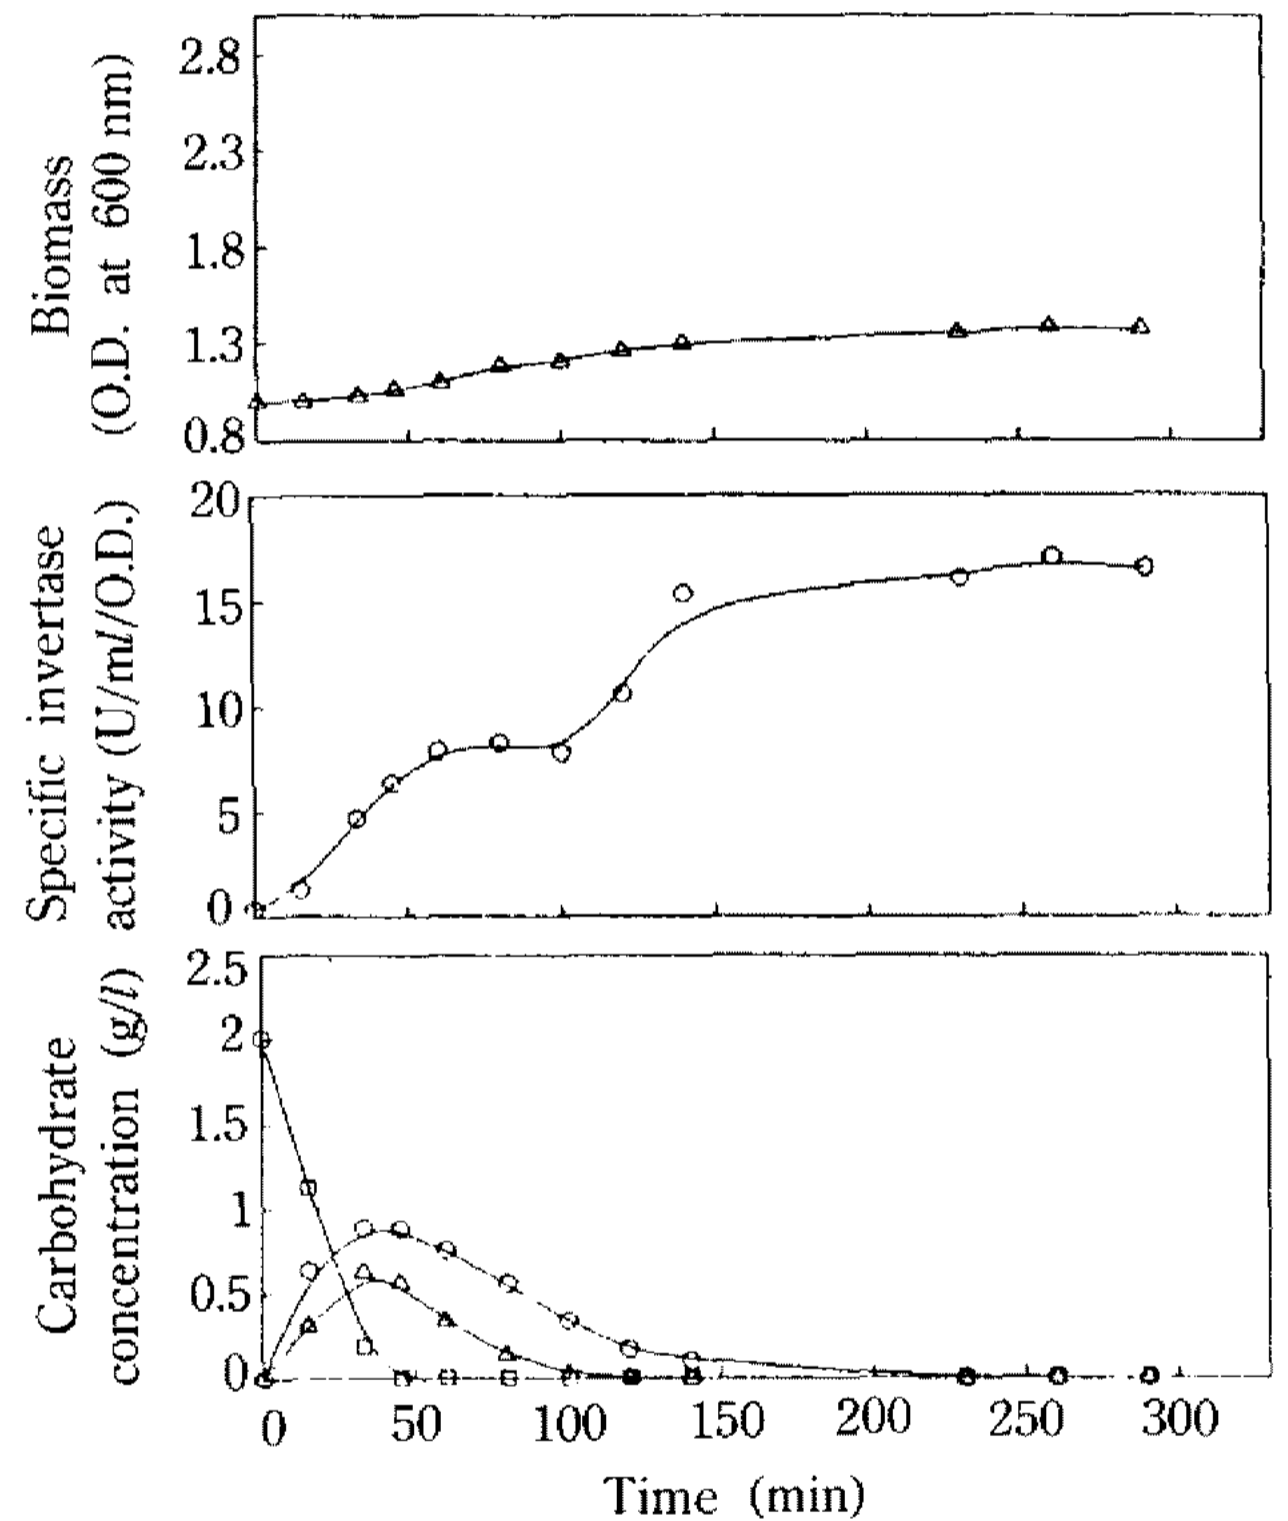 Biomass
(O.D. at 600 nm)
2.8
2.3
1.8
1.3
0.8
Specific invertase
activity (U/ml/O.D.)
20
15
10
5
0
Carbohydrate
concentration (g/l)
2.5
2
1.5
1
0.5
0
0 50 100 150 200 250 300
Time (min)